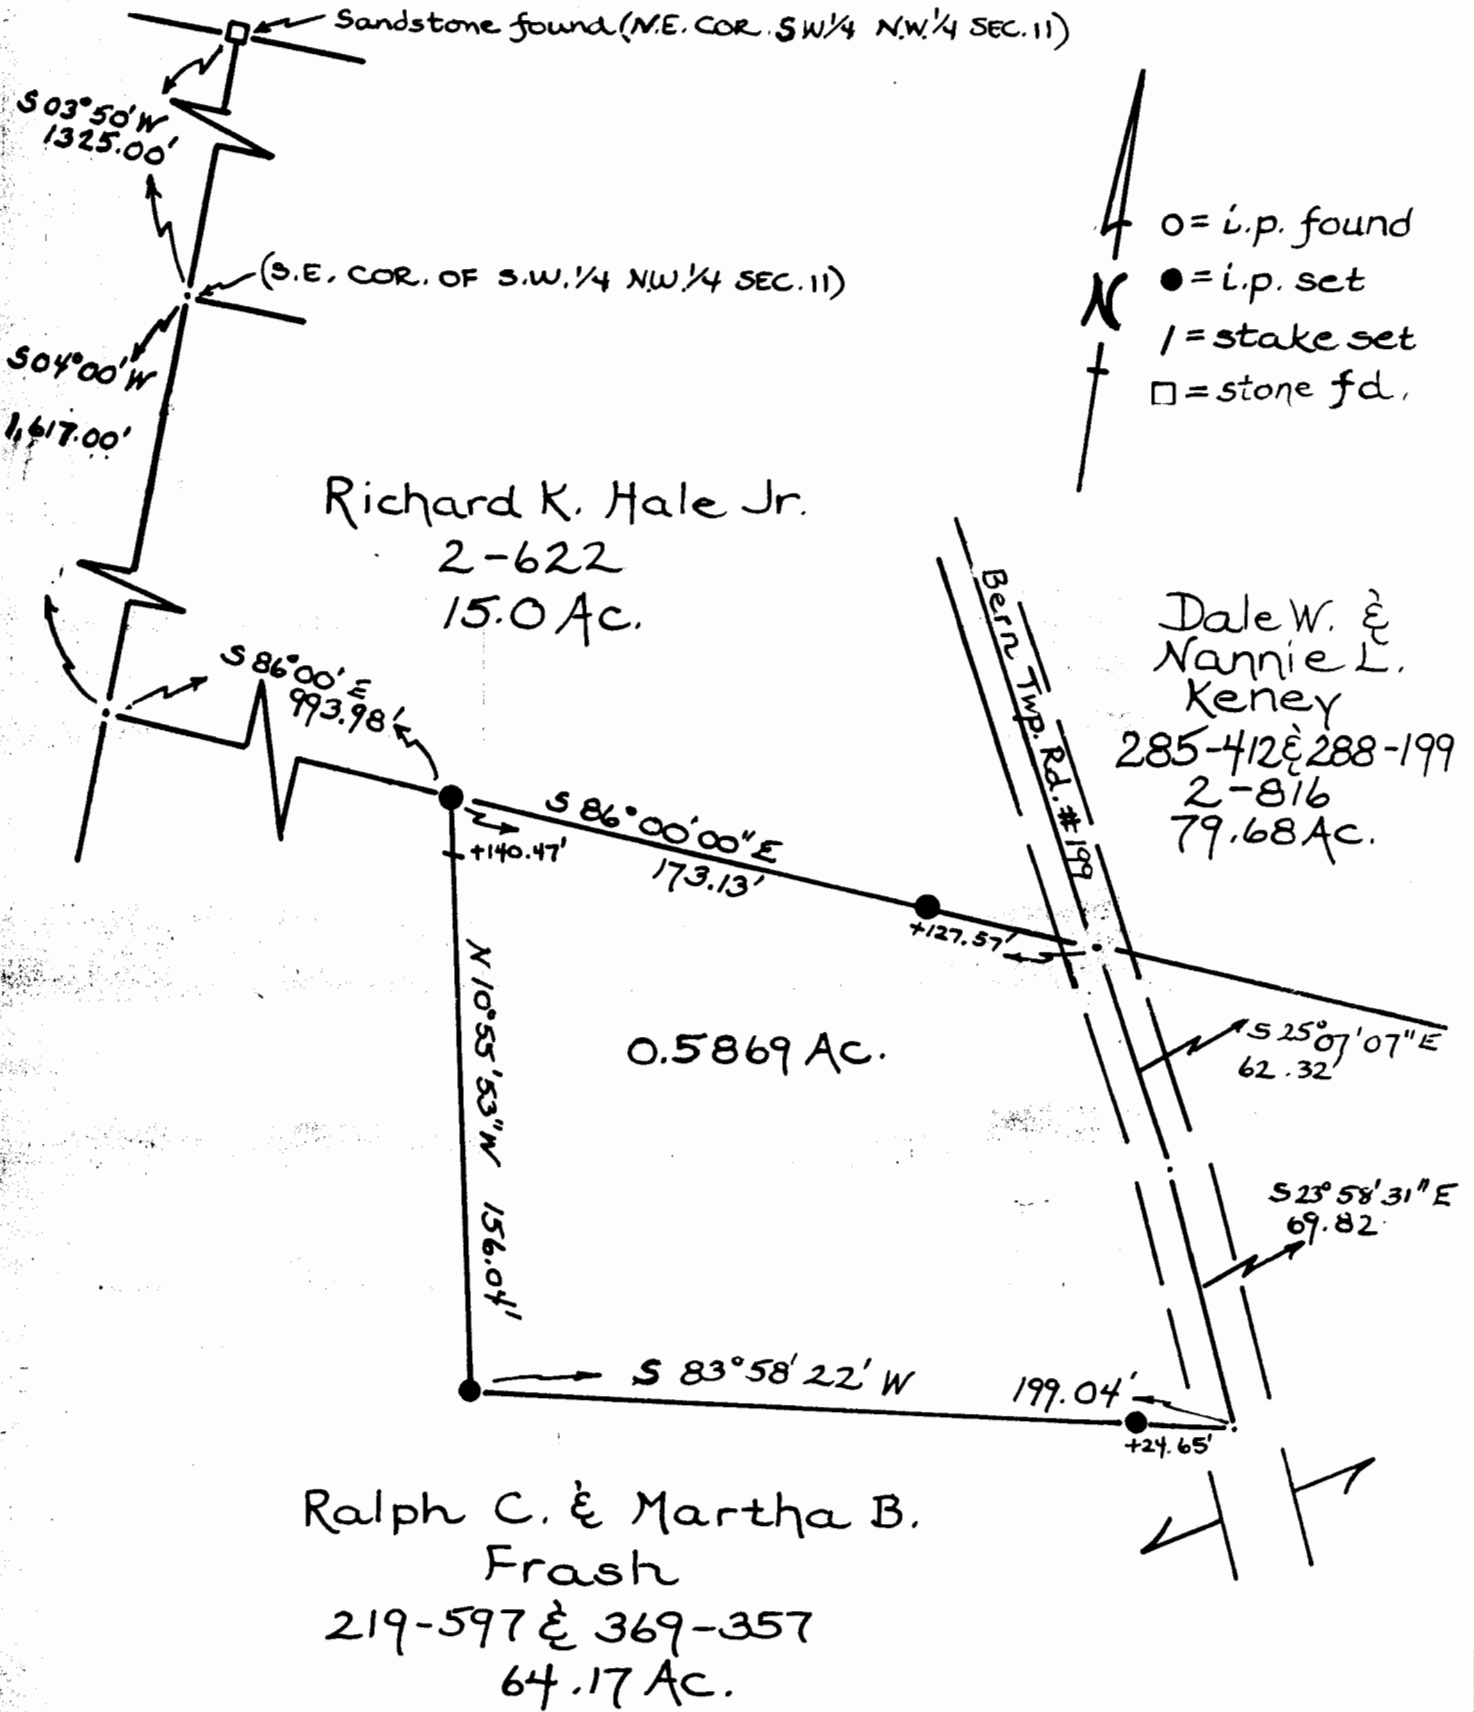 Sandstone found (N.E. COR. SW 1/4 N.W. 1/4 SEC. 11)
S 03°50' W
1325.00'
(S.E. COR. OF S.W. 1/4 N.W. 1/4 SEC. 11)
S 04°00' W
1,617.00'
o = i.p. found
● = i.p. set
/ = stake set
□ = stone fd.
N
Richard K. Hale Jr.
2-622
15.0 Ac.
S 86°00' E
993.98'
Bern Twp. Rd. #199
Dale W. &
Nannie L.
Keney
285-412 & 288-199
2-816
79.68 Ac.
S 86°00'00" E
173.13'
+140.47'
+127.57'
N 10°55'53" W 156.04'
0.5869 Ac.
S 25°07'07" E
62.32'
S 23°58'31" E
69.82
S 83°58'22' W
199.04'
+24.65'
Ralph C. & Martha B.
Frash
219-597 & 369-357
64.17 Ac.